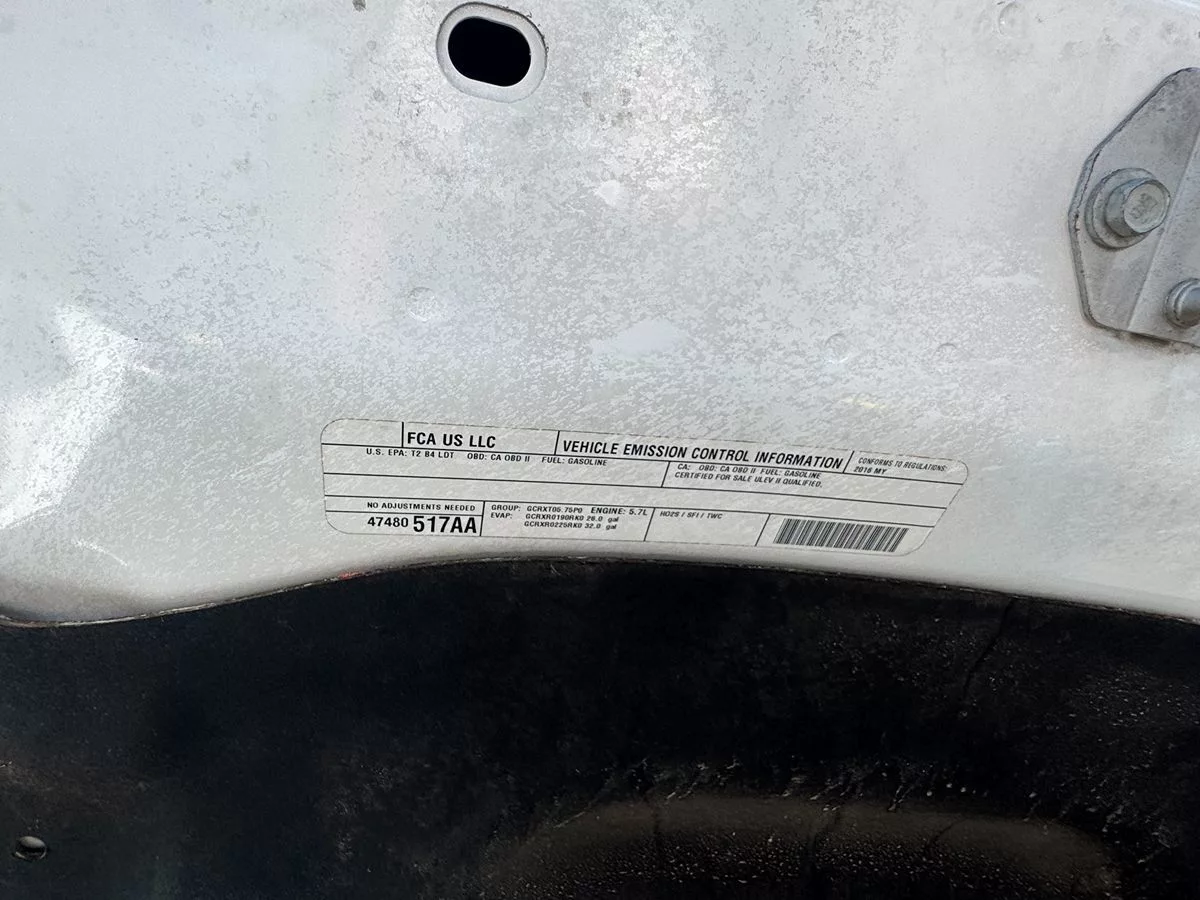 FCA US LLC
VEHICLE EMISSION CONTROL INFORMATION
CONFORMS TO REGULATIONS:
2016 MY
U.S. EPA: T2 B4 LDT OBD: CA OBD II FUEL: GASOLINE
CA: OBD: CA OBD II FUEL: GASOLINE
CERTIFIED FOR SALE ULEV II QUALIFIED.
NO ADJUSTMENTS NEEDED
47480 517AA
GROUP: GCRXT05.75P0 ENGINE: 5.7L
EVAP: GCRXR0190RK0 26.0 gal
GCRXR0225RK0 32.0 gal
HO2S / SFI / TWC